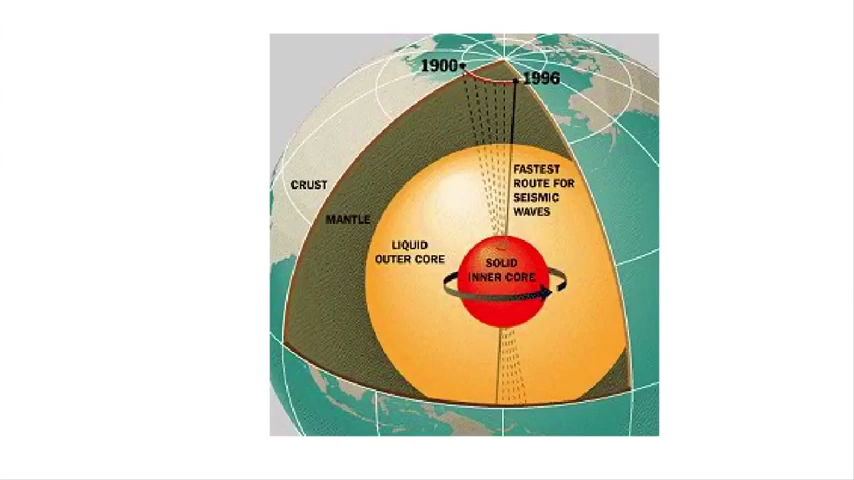 1900
1996
FASTEST
ROUTE FOR
SEISMIC
WAVES
CRUST
MANTLE
LIQUID
OUTER CORE
SOLID
INNER CORE